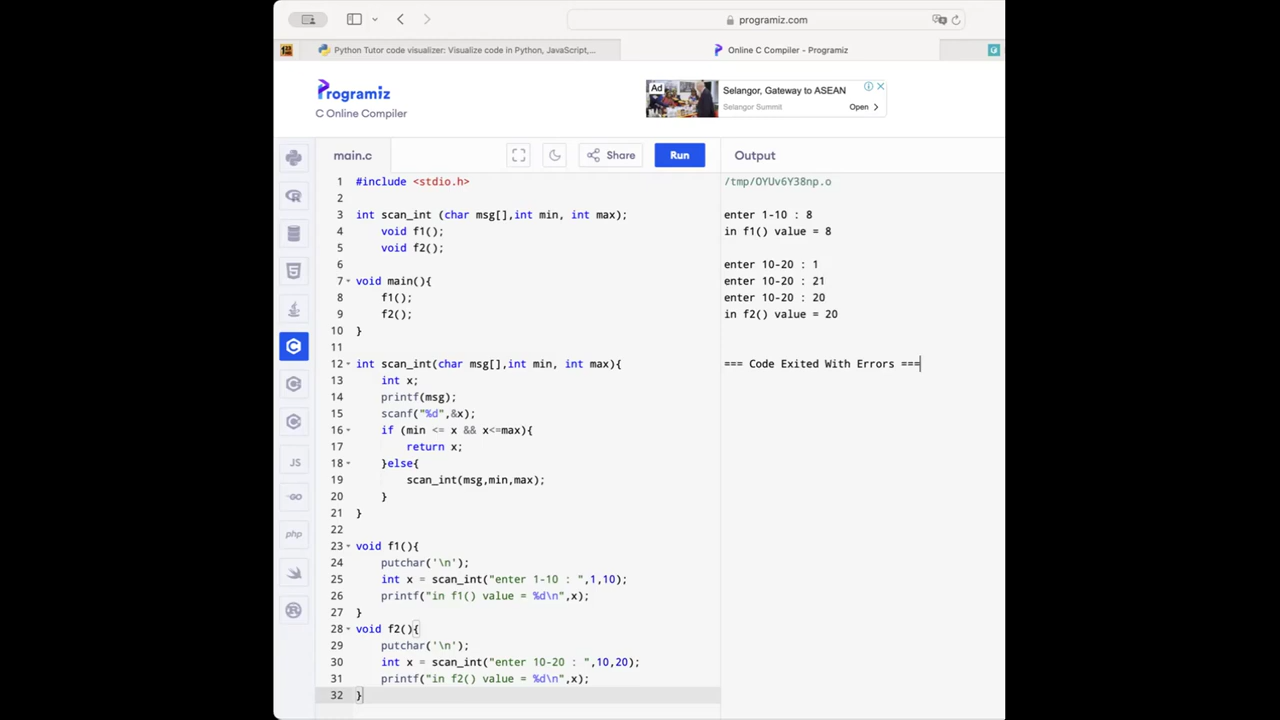 programiz.com
Python Tutor code visualizer: Visualize code in Python, JavaScript,...
Online C Compiler - Programiz
Programiz
C Online Compiler
Ad
Selangor, Gateway to ASEAN
Selangor Summit
Open
main.c
Share
Run
Output
1 #include <stdio.h>
2
3 int scan_int (char msg[],int min, int max);
4     void f1();
5     void f2();
6
7 void main(){
8     f1();
9     f2();
10 }
11
12 int scan_int(char msg[],int min, int max){
13     int x;
14     printf(msg);
15     scanf("%d",&x);
16     if (min <= x && x<=max){
17         return x;
18     }else{
19         scan_int(msg,min,max);
20     }
21 }
22
23 void f1(){
24     putchar('\n');
25     int x = scan_int("enter 1-10 : ",1,10);
26     printf("in f1() value = %d\n",x);
27 }
28 void f2(){
29     putchar('\n');
30     int x = scan_int("enter 10-20 : ",10,20);
31     printf("in f2() value = %d\n",x);
32 }
/tmp/OYUv6Y38np.o
enter 1-10 : 8
in f1() value = 8
enter 10-20 : 1
enter 10-20 : 21
enter 10-20 : 20
in f2() value = 20
=== Code Exited With Errors ===
JS
GO
php